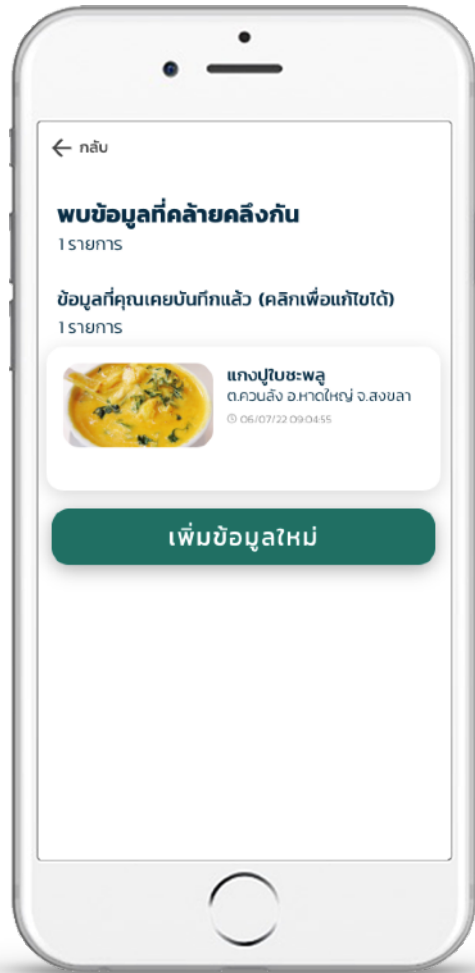 กลับ
พบข้อมูลที่คล้ายคลึงกัน
1 รายการ
ข้อมูลที่คุณเคยบันทึกแล้ว (คลิกเพื่อแก้ไขได้)
1 รายการ
แกงปูใบชะพลู
ต.ควนลัง อ.หาดใหญ่ จ.สงขลา
06/07/22 09:04:55
เพิ่มข้อมูลใหม่